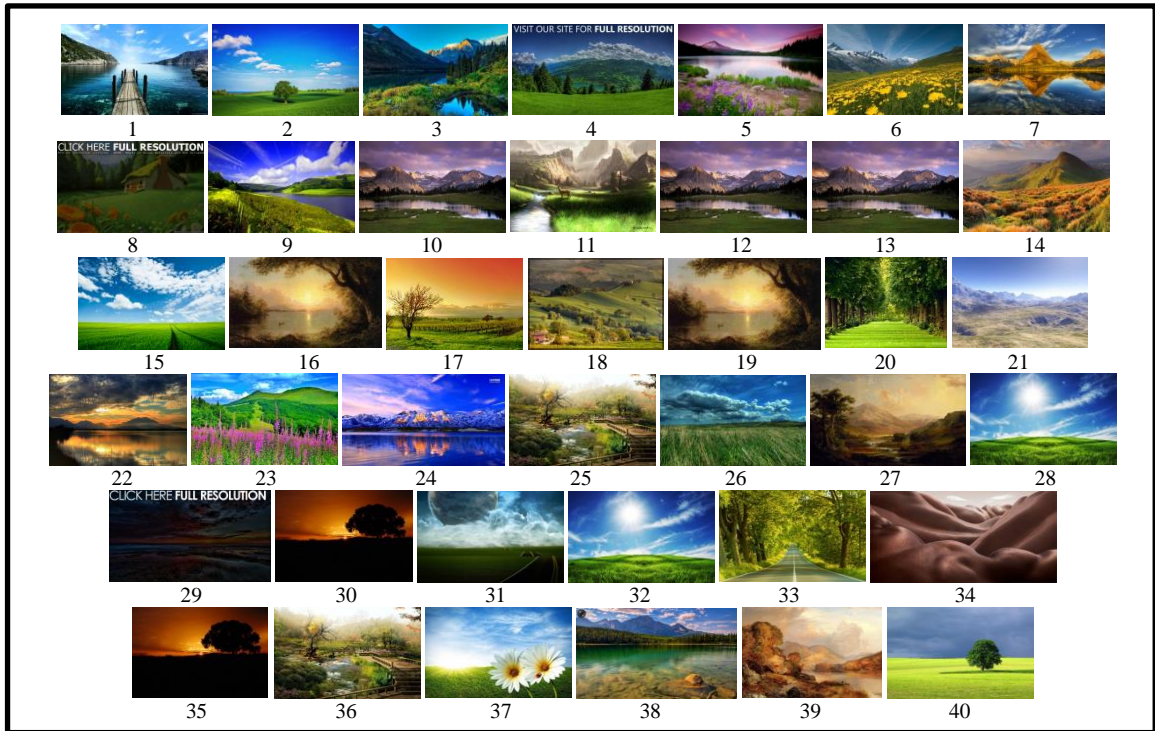 VISIT OUR SITE FOR FULL RESOLUTION
1 2 3 4 5 6 7
CLICK HERE FULL RESOLUTION
8 9 10 11 12 13 14
15 16 17 18 19 20 21
22 23 24 25 26 27 28
CLICK HERE FULL RESOLUTION
29 30 31 32 33 34
35 36 37 38 39 40